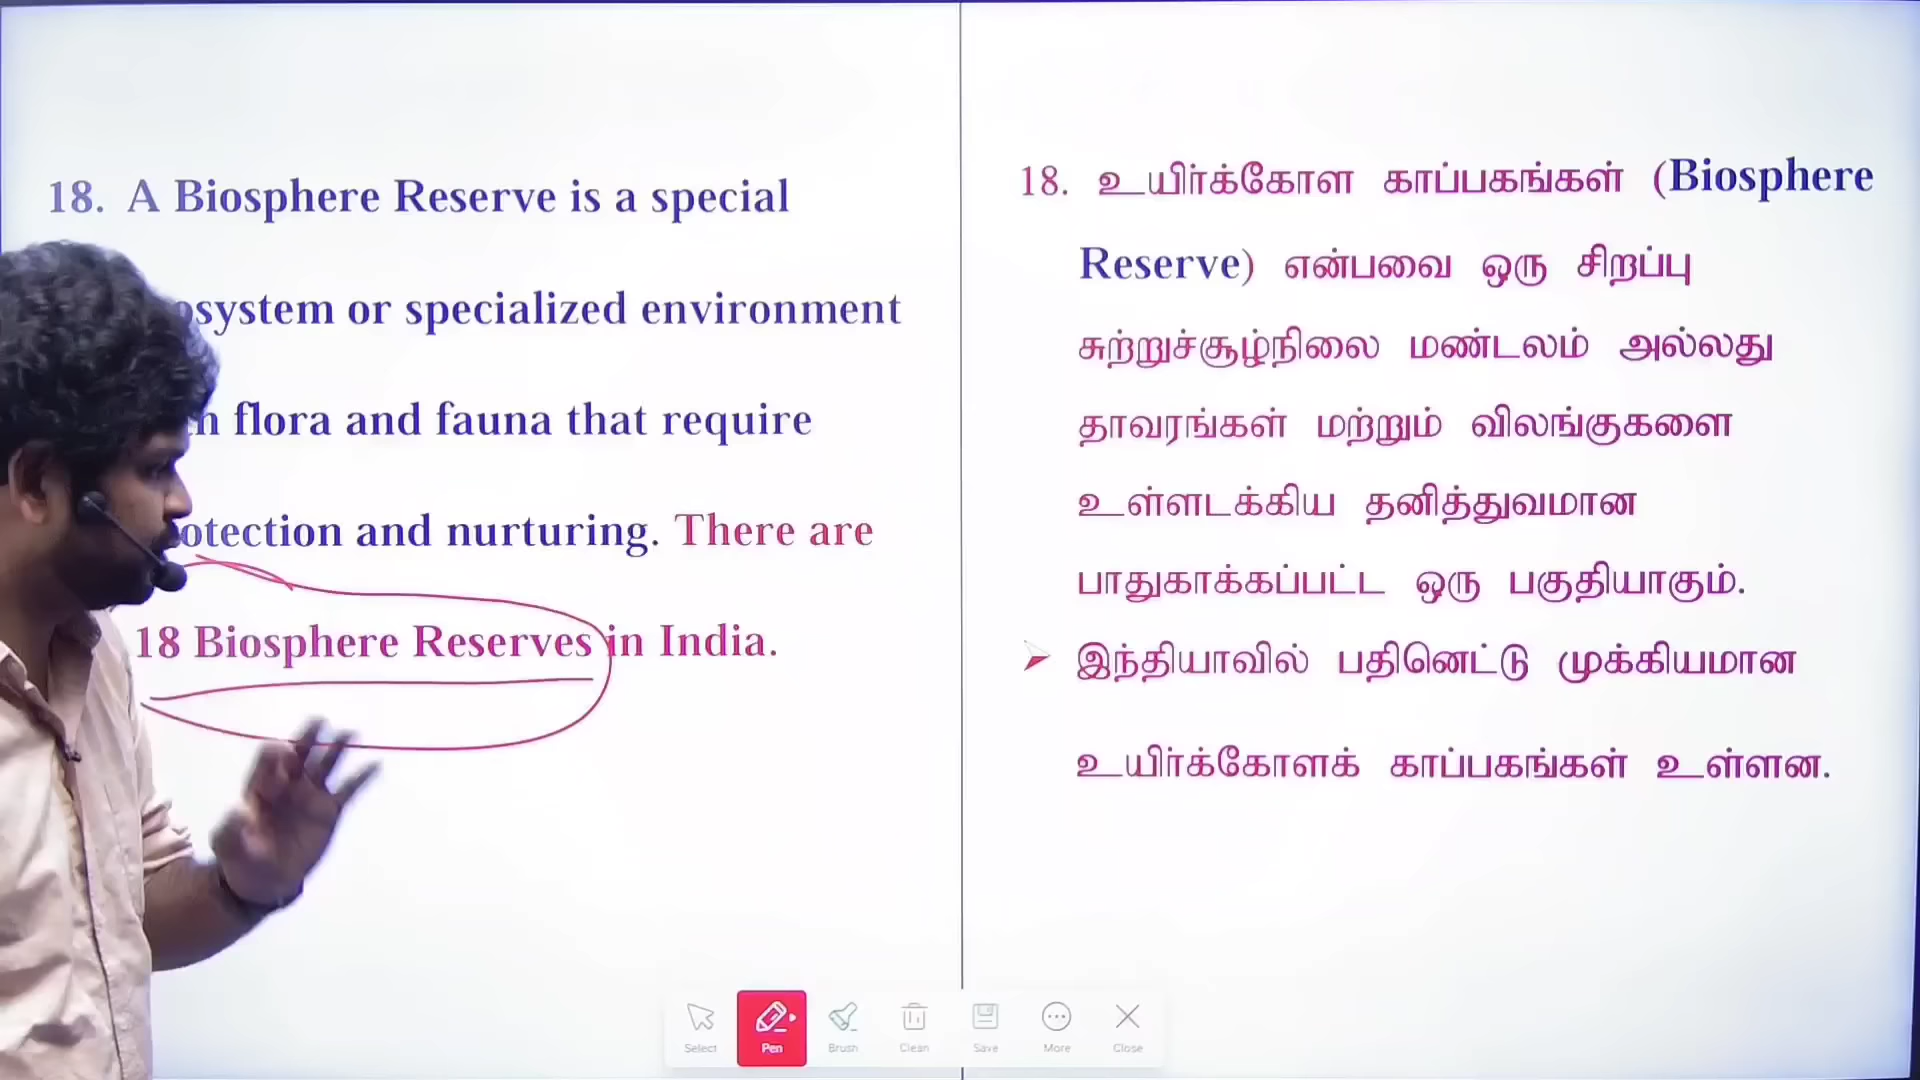 18. A Biosphere Reserve is a special
or specialized environment
flora and fauna that require
and nurturing. There are
18 Biosphere Reserves in India.
18. உயிர்க்கோள காப்பகங்கள் (Biosphere
Reserve) என்பவை ஒரு சிறப்பு
சுற்றுச்சூழ்நிலை மண்டலம் அல்லது
தாவரங்கள் மற்றும் விலங்குகளை
உள்ளடக்கிய தனித்துவமான
பாதுகாக்கப்பட்ட ஒரு பகுதியாகும்.
இந்தியாவில் பதினெட்டு முக்கியமான
உயிர்க்கோளக் காப்பகங்கள் உள்ளன.
Select Pen Brush Clean Save More Close